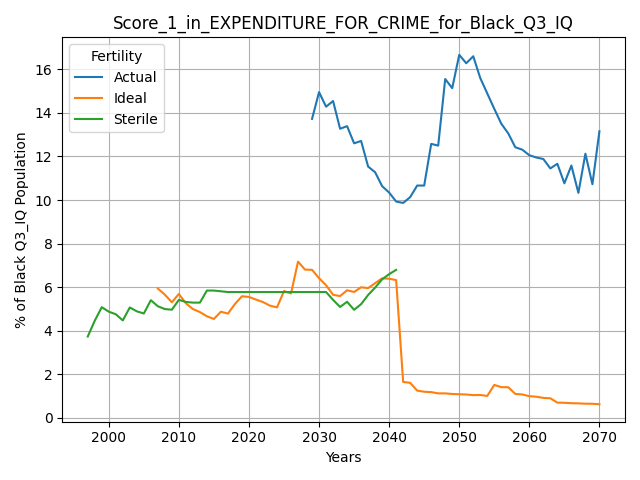 Score_1_in_EXPENDITURE_FOR_CRIME_for_Black_Q3_IQ
Fertility
Actual
Ideal
Sterile
% of Black Q3_IQ Population
16
14
12
10
8
6
4
2
0
2000 2010 2020 2030 2040 2050 2060 2070
Years